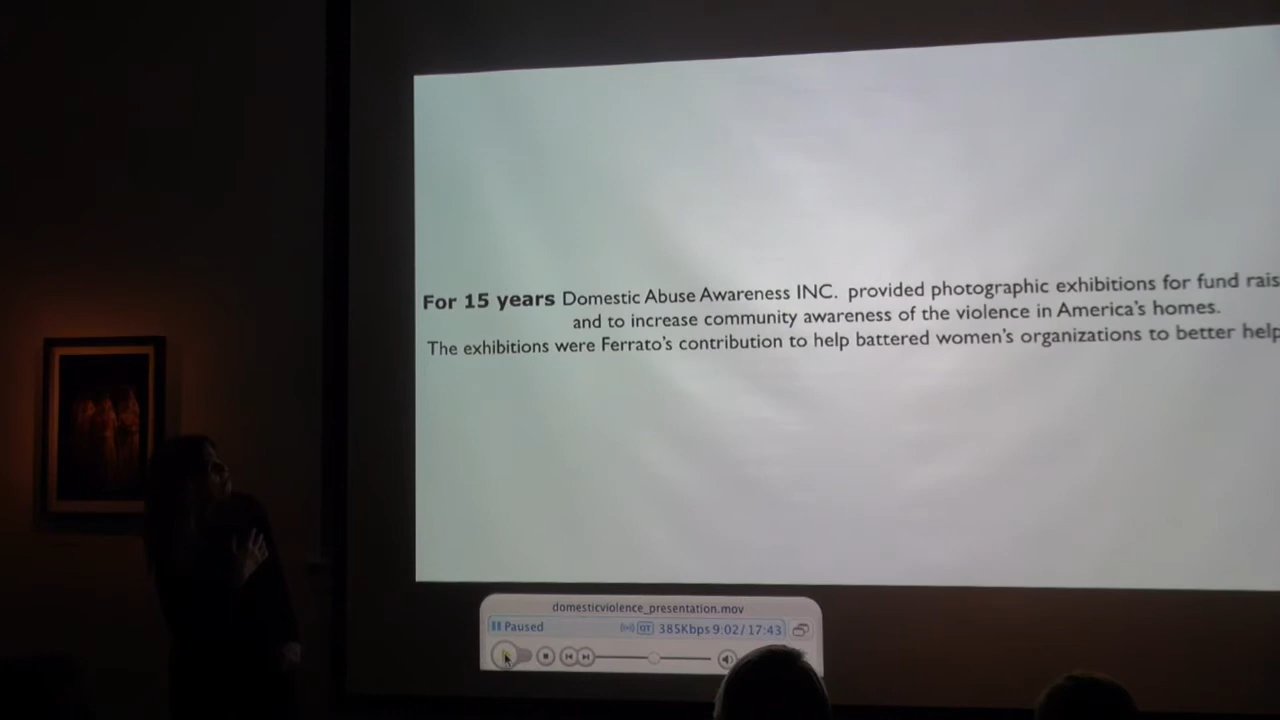 For 15 years Domestic Abuse Awareness INC. provided photographic exhibitions for fund rais
and to increase community awareness of the violence in America's homes.
The exhibitions were Ferrato's contribution to help battered women's organizations to better help
domesticviolence_presentation.mov
Paused QT 385Kbps 9:02/17:43